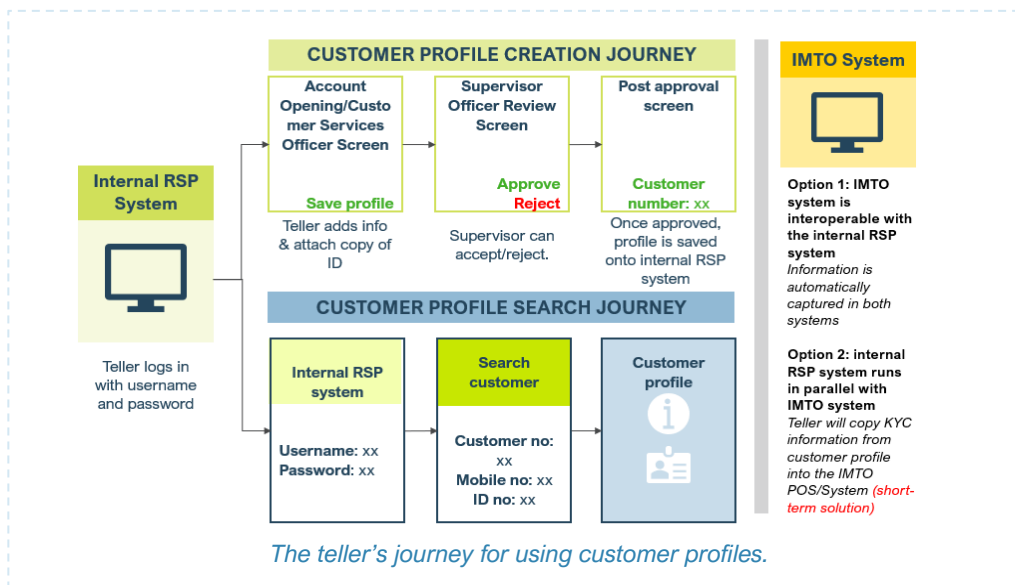 CUSTOMER PROFILE CREATION JOURNEY
Account
Opening/Custo
mer Services
Officer Screen
Save profile
Teller adds info
& attach copy of
ID
Supervisor
Officer Review
Screen
Approve
Reject
Supervisor can
accept/reject.
Post approval
screen
Customer
number: xx
Once approved,
profile is saved
onto internal RSP
system
Internal RSP
System
Teller logs in
with username
and password
CUSTOMER PROFILE SEARCH JOURNEY
Internal RSP
system
Username: xx
Password: xx
Search
customer
Customer no:
xx
Mobile no: xx
ID no: xx
Customer
profile
i
IMTO System
Option 1: IMTO
system is
interoperable with
the internal RSP
system
Information is
automatically
captured in both
systems
Option 2: internal
RSP system runs
in parallel with
IMTO system
Teller will copy KYC
information from
customer profile
into the IMTO
POS/System (short-
term solution)
The teller’s journey for using customer profiles.